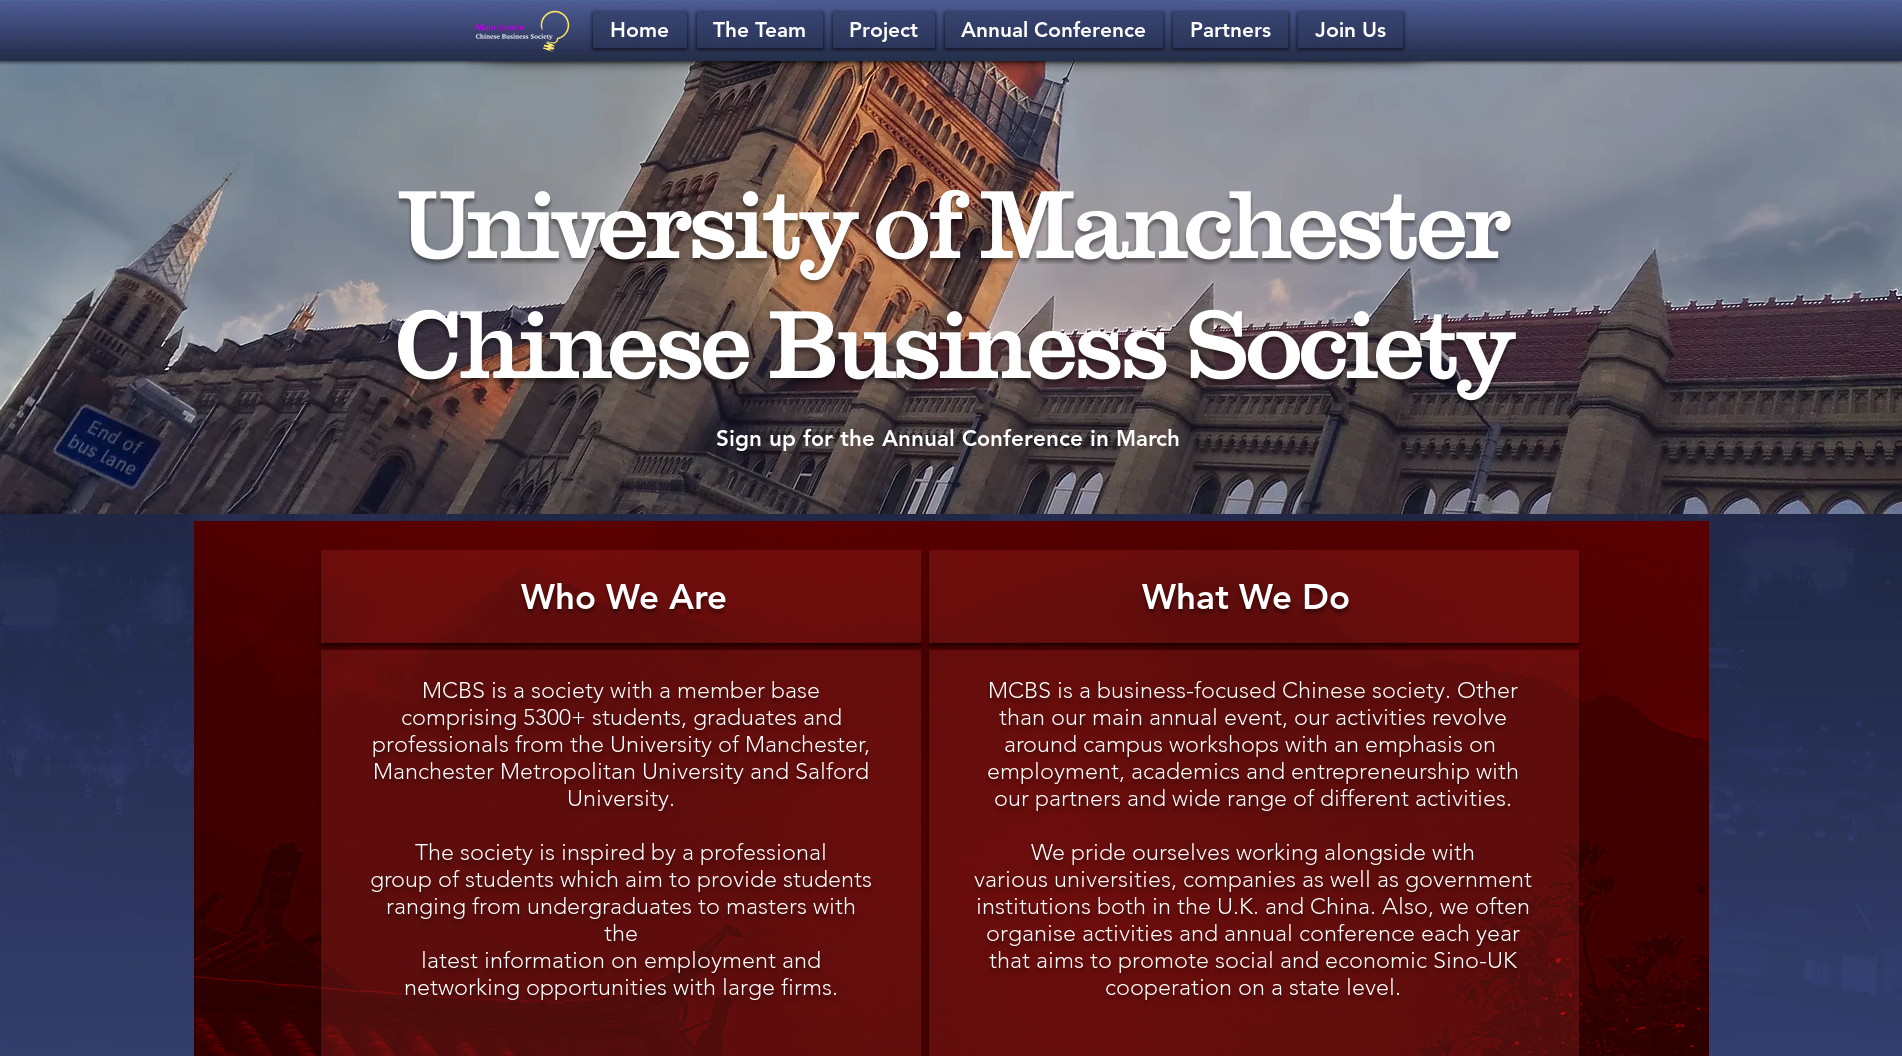 Manchester
Chinese Business Society
Home
The Team
Project
Annual Conference
Partners
Join Us
University of Manchester
Chinese Business Society
Sign up for the Annual Conference in March
End of
bus lane
Who We Are
MCBS is a society with a member base
comprising 5300+ students, graduates and
professionals from the University of Manchester,
Manchester Metropolitan University and Salford
University.
The society is inspired by a professional
group of students which aim to provide students
ranging from undergraduates to masters with
the
latest information on employment and
networking opportunities with large firms.
What We Do
MCBS is a business-focused Chinese society. Other
than our main annual event, our activities revolve
around campus workshops with an emphasis on
employment, academics and entrepreneurship with
our partners and wide range of different activities.
We pride ourselves working alongside with
various universities, companies as well as government
institutions both in the U.K. and China. Also, we often
organise activities and annual conference each year
that aims to promote social and economic Sino-UK
cooperation on a state level.